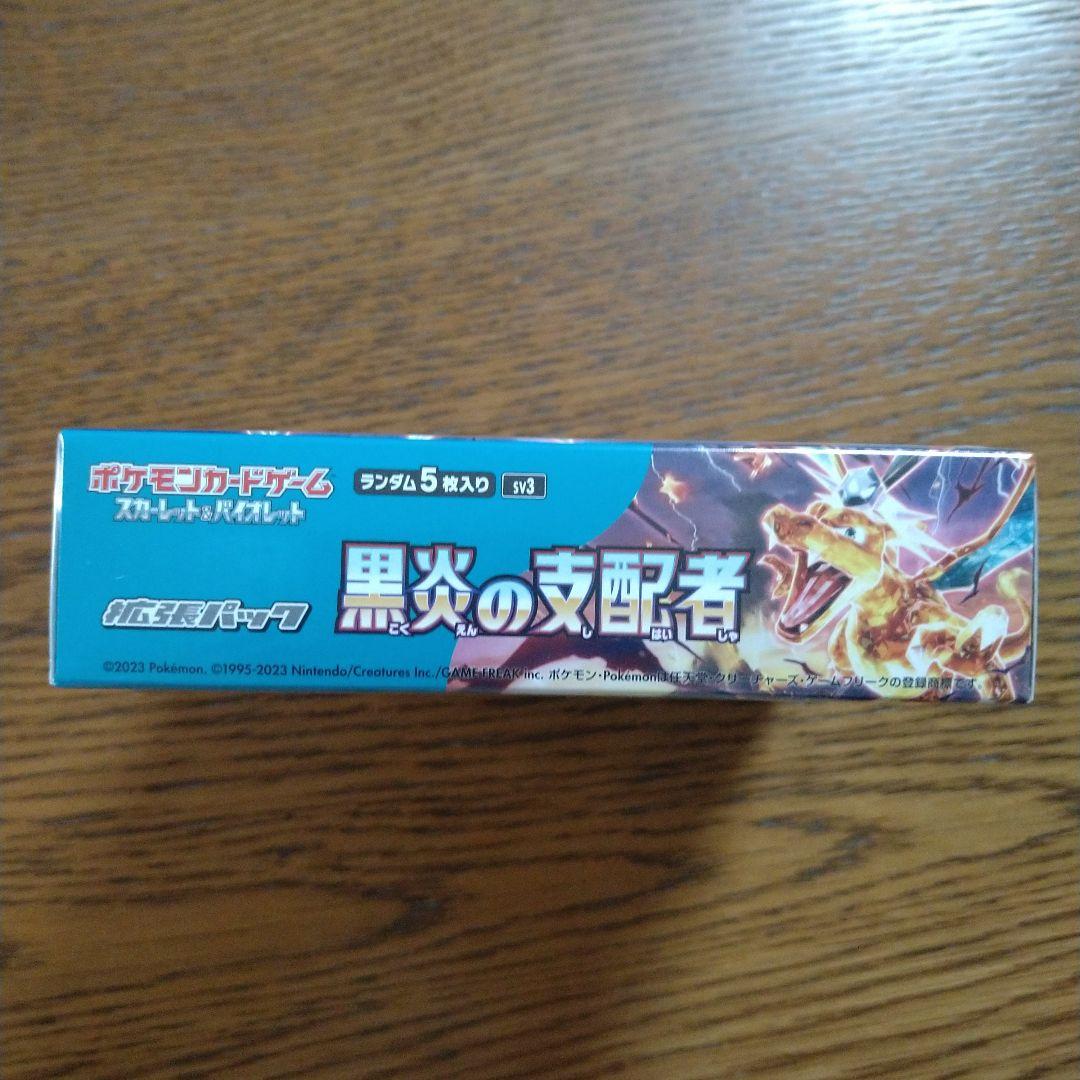 ポケモンカードゲーム
スカーレット&バイオレット
ランダム5枚入り
SV3
黒炎の支配者
こくえんしはいしゃ
拡張パック
©2023 Pokémon. ©1995-2023 Nintendo/Creatures Inc./GAME FREAK inc. ポケモン・Pokémonは任天堂・クリーチャーズ・ゲームフリークの登録商標です。